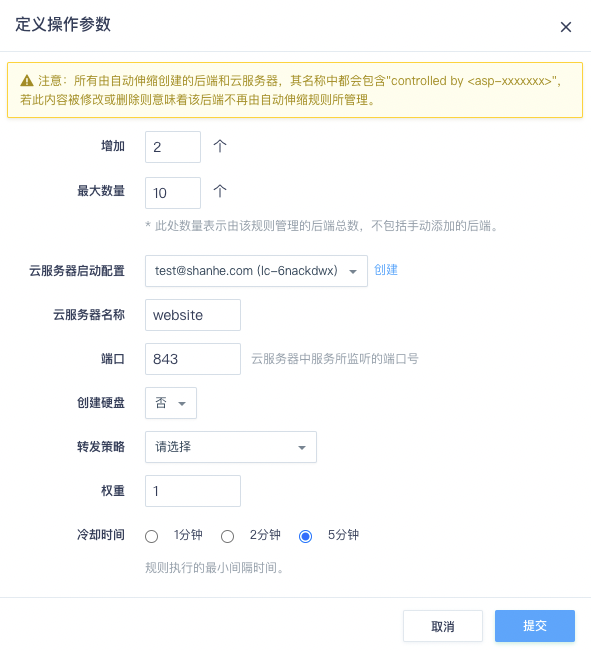 定义操作参数
注意：所有由自动伸缩创建的后端和云服务器，其名称中都会包含"controlled by <asp-xxxxxxx>"，
若此内容被修改或删除则意味着该后端不再由自动伸缩规则所管理。
增加 2 个
最大数量 10 个
* 此处数量表示由该规则管理的后端总数，不包括手动添加的后端。
云服务器启动配置 test@shanhe.com (lc-6nackdwx) 创建
云服务器名称 website
端口 843 云服务器中服务所监听的端口号
创建硬盘 否
转发策略 请选择
权重 1
冷却时间 1分钟 2分钟 5分钟
规则执行的最小间隔时间。
取消 提交